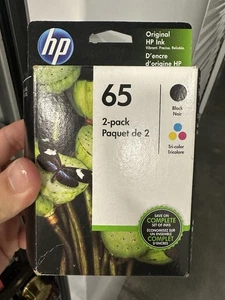 hp
Original
HP Ink
Vibrant. Precise. Real.
D'encre
d'origine HP
65
2-pack
Paquet de 2
Black
Noir
Tri-color
tricolore
SAVE ON
COMPLETE
SET OF INKS
ÉCONOMISEZ
SUR UN ENSEMBLE
COMPLET
D'ENCRES